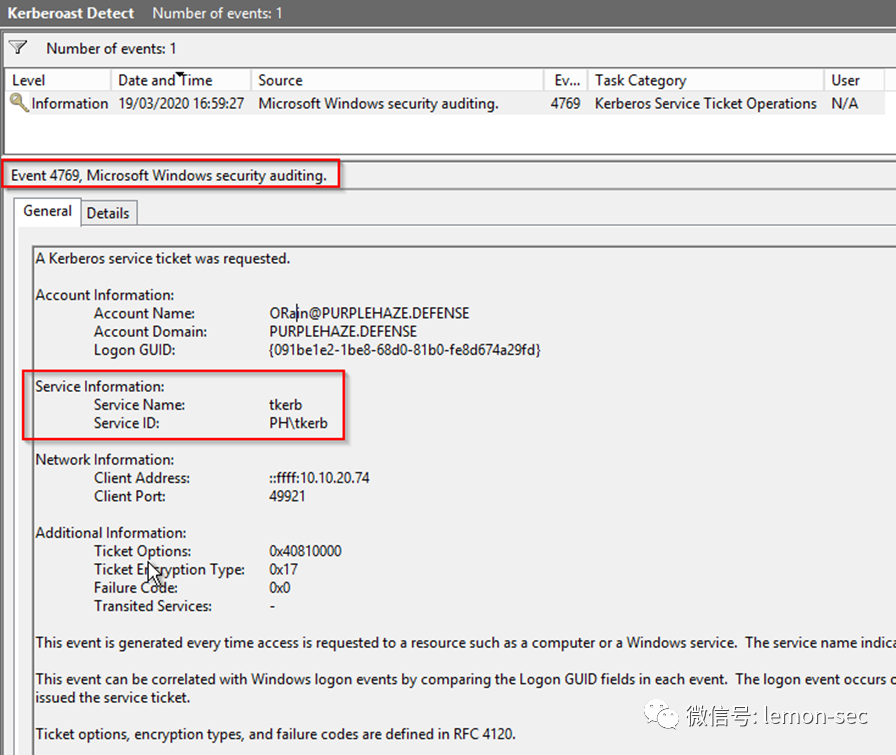 Kerberoast Detect Number of events: 1
Number of events: 1
Level Date and Time Source Ev... Task Category User
Information 19/03/2020 16:59:27 Microsoft Windows security auditing. 4769 Kerberos Service Ticket Operations N/A
Event 4769, Microsoft Windows security auditing.
General Details
A Kerberos service ticket was requested.
Account Information:
Account Name: ORain@PURPLEHAZE.DEFENSE
Account Domain: PURPLEHAZE.DEFENSE
Logon GUID: {091be1e2-1be8-68d0-81b0-fe8d674a29fd}
Service Information:
Service Name: tkerb
Service ID: PH\tkerb
Network Information:
Client Address: ::ffff:10.10.20.74
Client Port: 49921
Additional Information:
Ticket Options: 0x40810000
Ticket Encryption Type: 0x17
Failure Code: 0x0
Transited Services: -
This event is generated every time access is requested to a resource such as a computer or a Windows service. The service name indica
This event can be correlated with Windows logon events by comparing the Logon GUID fields in each event. The logon event occurs o
issued the service ticket.
微信号: lemon-sec
Ticket options, encryption types, and failure codes are defined in RFC 4120.